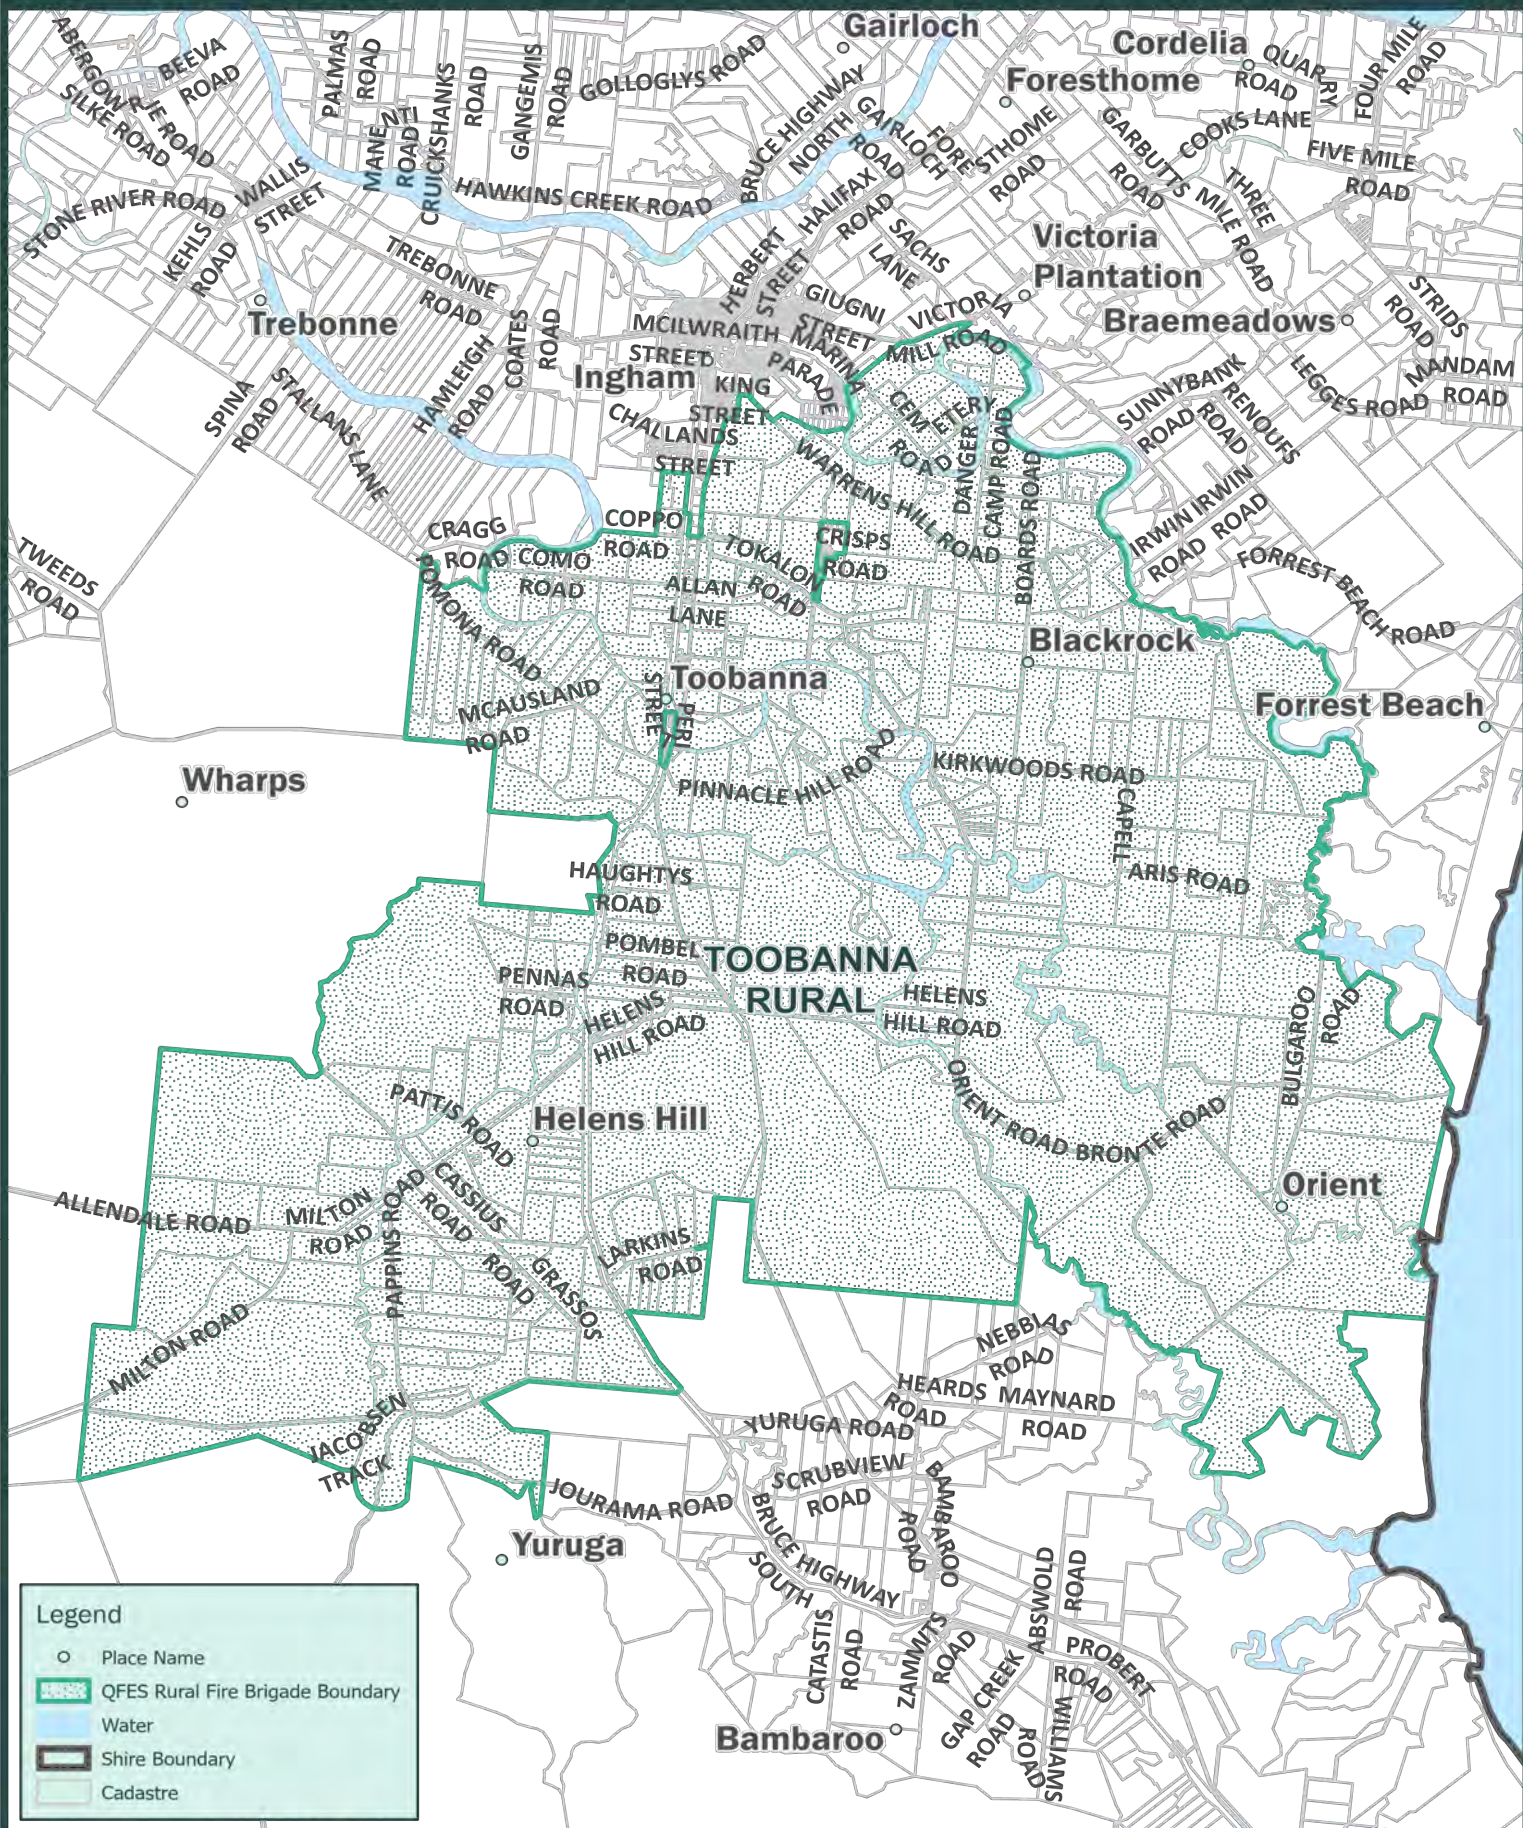 Gairloch
Cordelia
Foresthome
QUARRY
ROAD
FOUR MILE
ROAD
ABERGOWRIE ROAD
BEEVA
ROAD
SILKE ROAD
PALMAS
ROAD
MANENTI
ROAD
CRUICKSHANKS
ROAD
GANGEMIS
ROAD
GOLLOGLYS ROAD
BRUCE HIGHWAY
NORTH
GAIRLOCH
ROAD
FORESTHOME
ROAD
GARBUTTS
ROAD
COOKS LANE
FIVE MILE
ROAD
THREE
MILE ROAD
STONE RIVER ROAD
WALLIS
STREET
KEHLS
ROAD
HAWKINS CREEK ROAD
HALIFAX
ROAD
SACHS
LANE
Victoria
Plantation
TREBONNE
ROAD
HERBERT
STREET
GIUGNI
STREET
VICTORIA
MILL ROAD
Braemeadows
STRIDS
ROAD
MANDAM
ROAD
Trebonne
MCILWRAITH
STREET
MARINA
PARADE
Ingham
KING
STREET
COATES
ROAD
HAMLEIGH
ROAD
SPINA
ROAD
STALLANS LANE
CHALLANDS
STREET
CEMETERY
ROAD
DANGER
CAMP ROAD
BOARDS ROAD
SUNNYBANK
ROAD
RENOUFS
ROAD
LEGGES ROAD
WARRENS HILL ROAD
IRWIN
ROAD
IRWIN
ROAD
FORREST BEACH ROAD
TWEEDS
ROAD
CRAGG
ROAD
COMO
ROAD
COPPO
ROAD
TOKALON
ROAD
CRISPS
ROAD
ALLAN
LANE
POMONA ROAD
Blackrock
Toobanna
MCAUSLAND
ROAD
PERI
STREET
Forrest Beach
Wharps
PINNACLE HILL ROAD
KIRKWOODS ROAD
CAPELL
ARIS ROAD
HAUGHTYS
ROAD
POMBEL
ROAD
PENNAS
ROAD
TOOBANNA
RURAL
HELENS
HILL ROAD
HELENS
HILL ROAD
BULGAROO
ROAD
PATTIS ROAD
Helens Hill
ORIENT ROAD
BRONTE ROAD
Orient
ALLENDALE ROAD
MILTON
ROAD
PAPPINS ROAD
CASSIUS
ROAD
LARKINS
ROAD
GRASSOS
ROAD
MILTON ROAD
NEBBIAS
ROAD
HEARDS
ROAD
MAYNARD
ROAD
JACOBSEN
TRACK
YURUGA ROAD
SCRUBVIEW
ROAD
JOURAMA ROAD
BAMBAROO
ROAD
BRUCE HIGHWAY
SOUTH
Yuruga
ABSWOLD
ROAD
CATASTIS
ROAD
ZAMMITS
ROAD
GAP CREEK
ROAD
PROBERT
ROAD
WILLIAMS
ROAD
Bambaroo
Legend
Place Name
QFES Rural Fire Brigade Boundary
Water
Shire Boundary
Cadastre